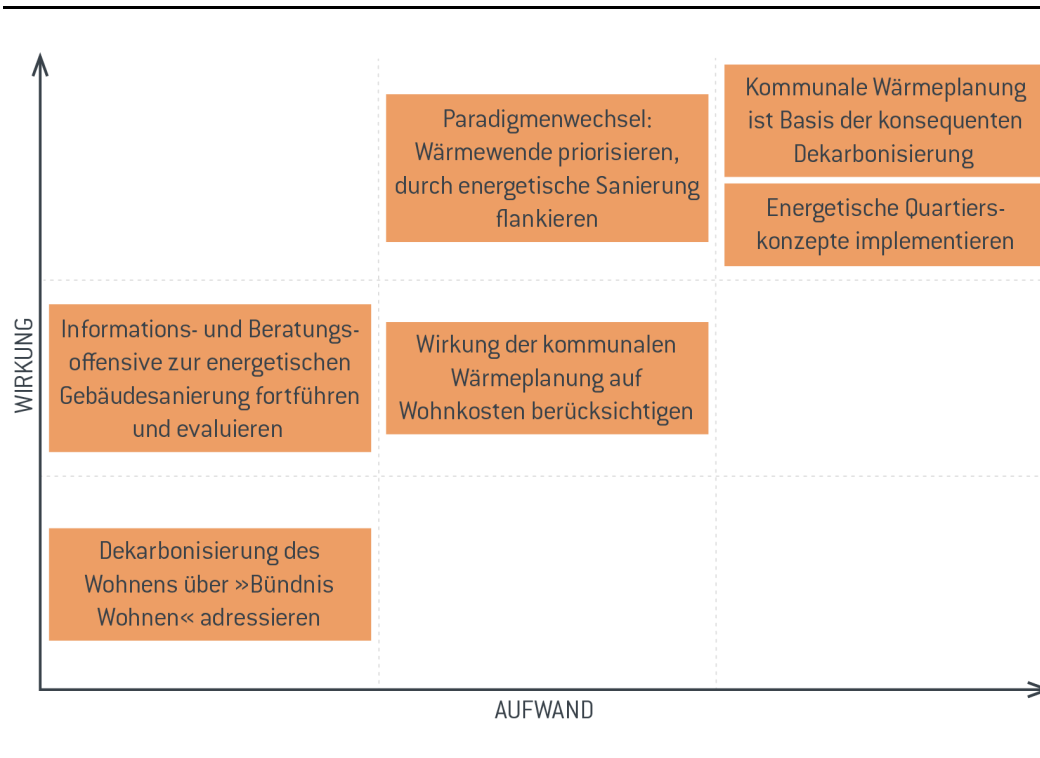 Kommunale Wärmeplanung
ist Basis der konsequenten
Dekarbonisierung
Paradigmenwechsel:
Wärmewende priorisieren,
durch energetische Sanierung
flankieren
Energetische Quartiers-
konzepte implementieren
WIRKUNG
Informations- und Beratungs-
offensive zur energetischen
Gebäudesanierung fortführen
und evaluieren
Wirkung der kommunalen
Wärmeplanung auf
Wohnkosten berücksichtigen
Dekarbonisierung des
Wohnens über »Bündnis
Wohnen« adressieren
AUFWAND